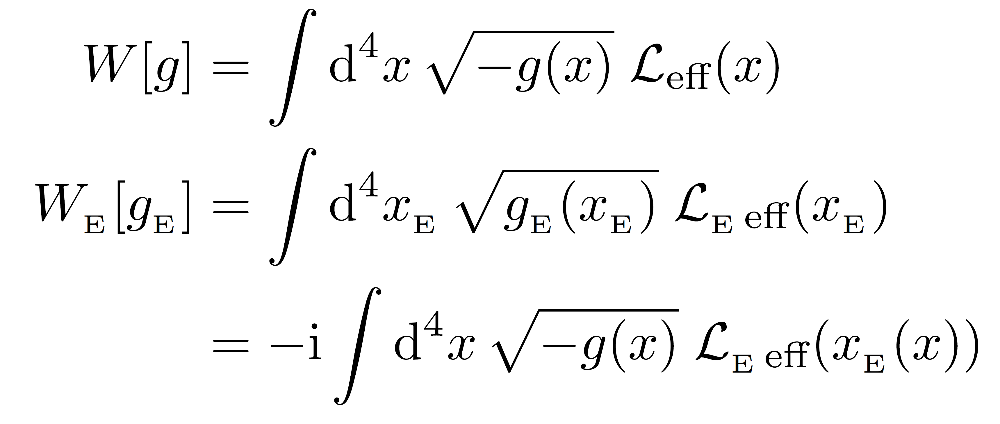 W[g] = ∫ d⁴x √(−g(x)) 𝓛_eff(x)
W_E[g_E] = ∫ d⁴x_E √(g_E(x_E)) 𝓛_E eff(x_E)
= −i ∫ d⁴x √(−g(x)) 𝓛_E eff(x_E(x))